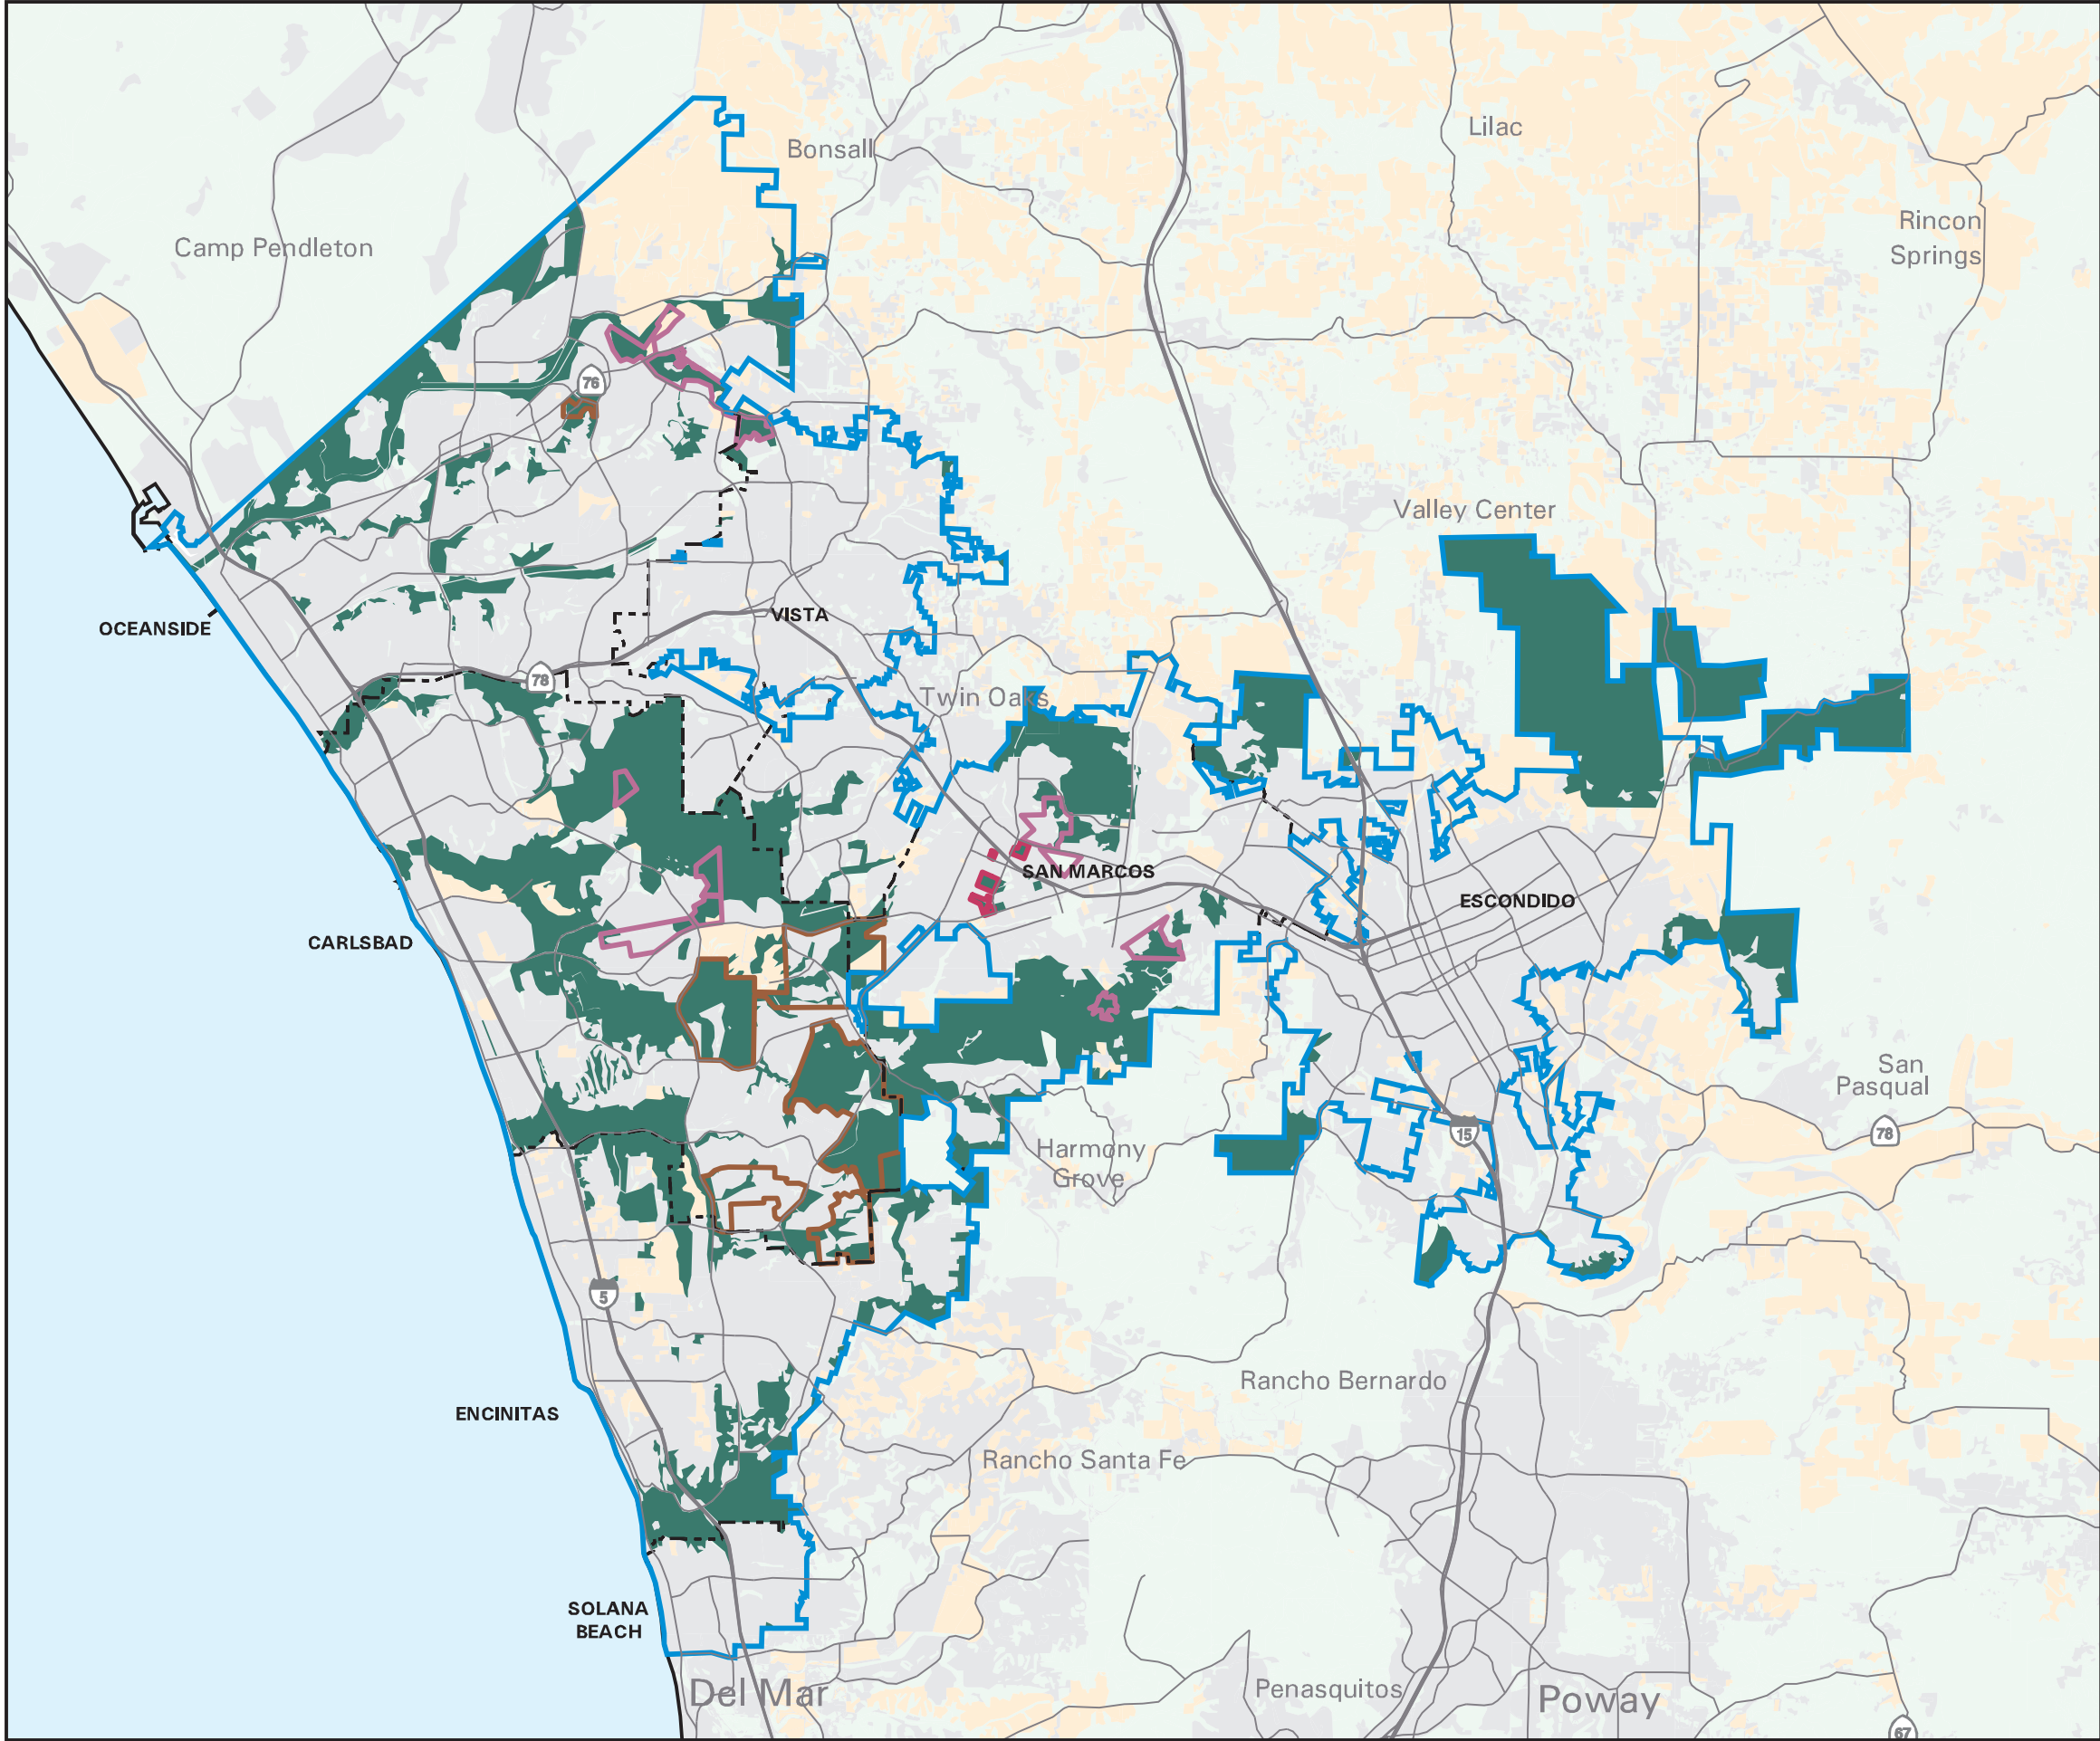 Bonsall
Lilac
Rincon
Springs
Camp Pendleton
76
Valley Center
OCEANSIDE
VISTA
78
Twin Oaks
SAN MARCOS
ESCONDIDO
CARLSBAD
San
Pasqual
78
15
Harmony
Grove
5
Rancho Bernardo
ENCINITAS
Rancho Santa Fe
SOLANA
BEACH
Del Mar
Penasquitos
Poway
67